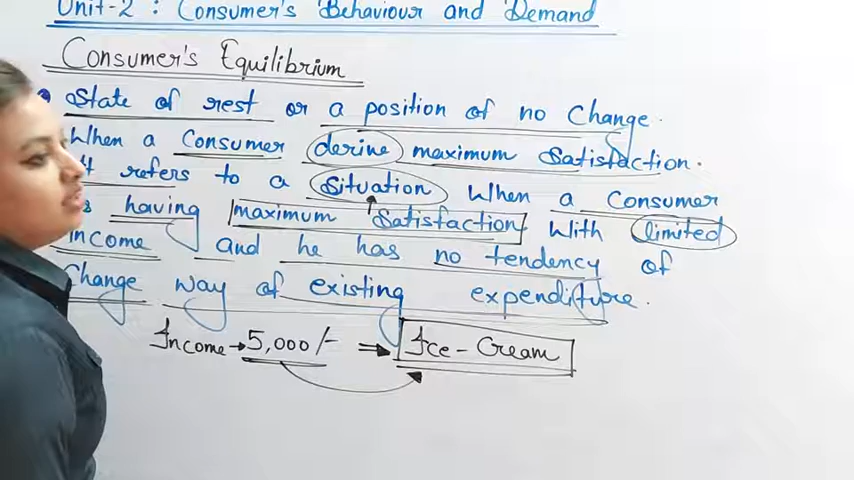 Unit-2 : Consumer's Behaviour and Demand
Consumer's Equilibrium
State of rest or a position of no Change.
When a Consumer derive maximum Satisfaction.
It refers to a Situation When a Consumer
is having maximum Satisfaction With limited
income and he has no tendency of
Change way of existing expenditure.
Income → 5,000/- ⇒ Ice-Cream